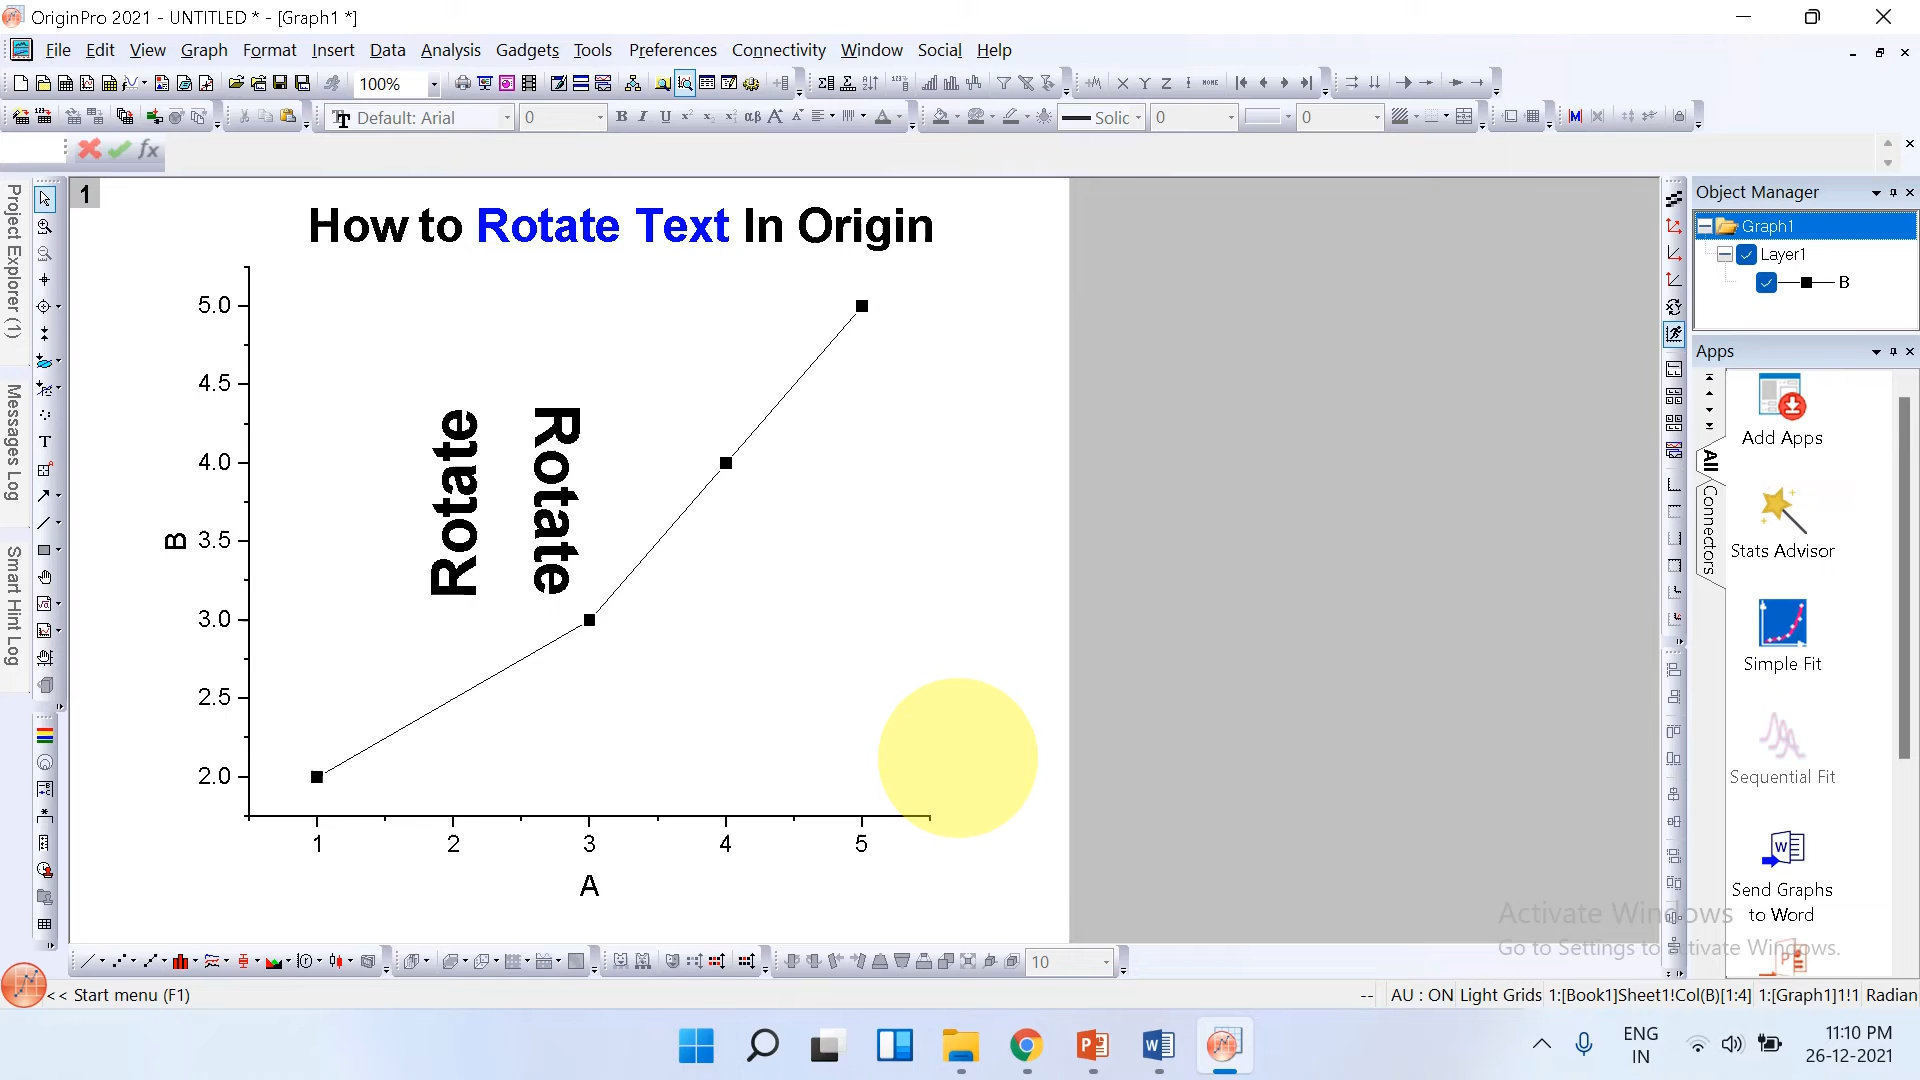 OriginPro 2021 - UNTITLED * - [Graph1 *]
File Edit View Graph Format Insert Data Analysis Gadgets Tools Preferences Connectivity Window Social Help
100%
Default: Arial 0 B I U αβ A Solic 0 0
fx
Project Explorer (1)
Messages Log
Smart Hint Log
1
How to Rotate Text In Origin
5.0
4.5
4.0
3.5
3.0
2.5
2.0
B
Rotate
Rotate
1 2 3 4 5
A
Object Manager
Graph1
Layer1
B
Apps
All
Connectors
Add Apps
Stats Advisor
Simple Fit
Sequential Fit
Send Graphs
to Word
Activate Windows
Go to Settings to activate Windows.
10
<< Start menu (F1)
-- AU : ON Light Grids 1:[Book1]Sheet1!Col(B)[1:4] 1:[Graph1]1!1 Radian
ENG
IN
11:10 PM
26-12-2021